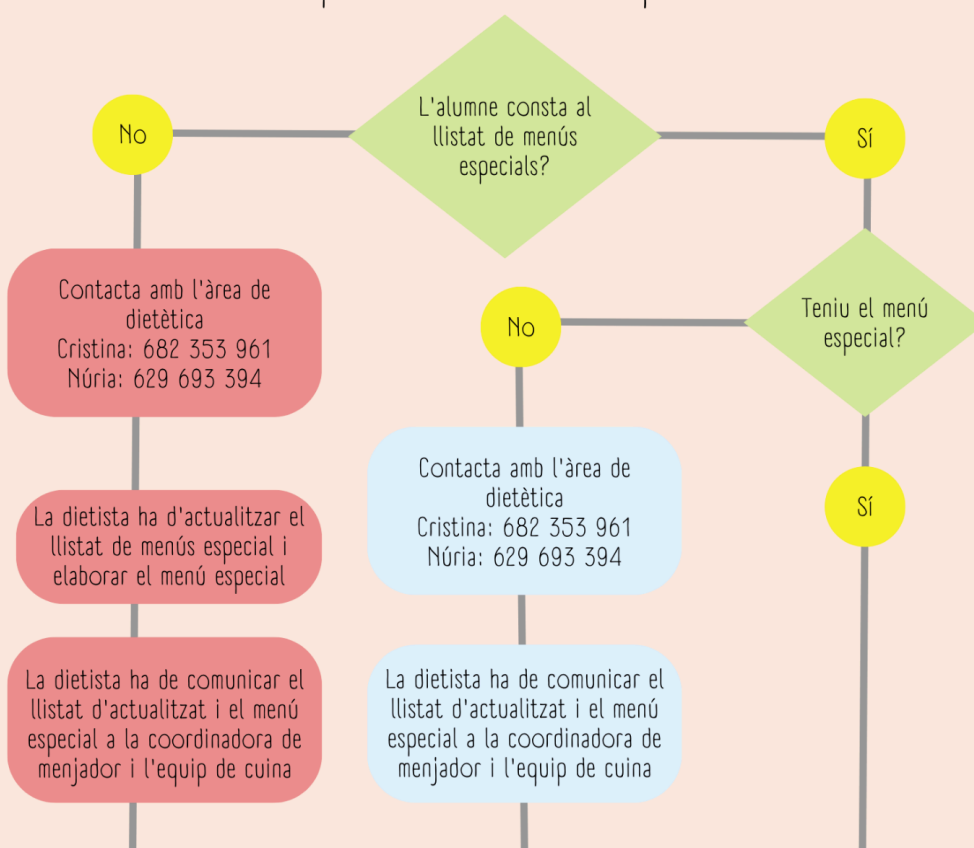 L'alumne consta al
llistat de menús
especials?
No
Sí
Contacta amb l'àrea de
dietètica
Cristina: 682 353 961
Núria: 629 693 394
No
Teniu el menú
especial?
Contacta amb l'àrea de
dietètica
Cristina: 682 353 961
Núria: 629 693 394
Sí
La dietista ha d'actualitzar el
llistat de menús especial i
elaborar el menú especial
La dietista ha de comunicar el
llistat d'actualitzat i el menú
especial a la coordinadora de
menjador i l'equip de cuina
La dietista ha de comunicar el
llistat d'actualitzat i el menú
especial a la coordinadora de
menjador i l'equip de cuina